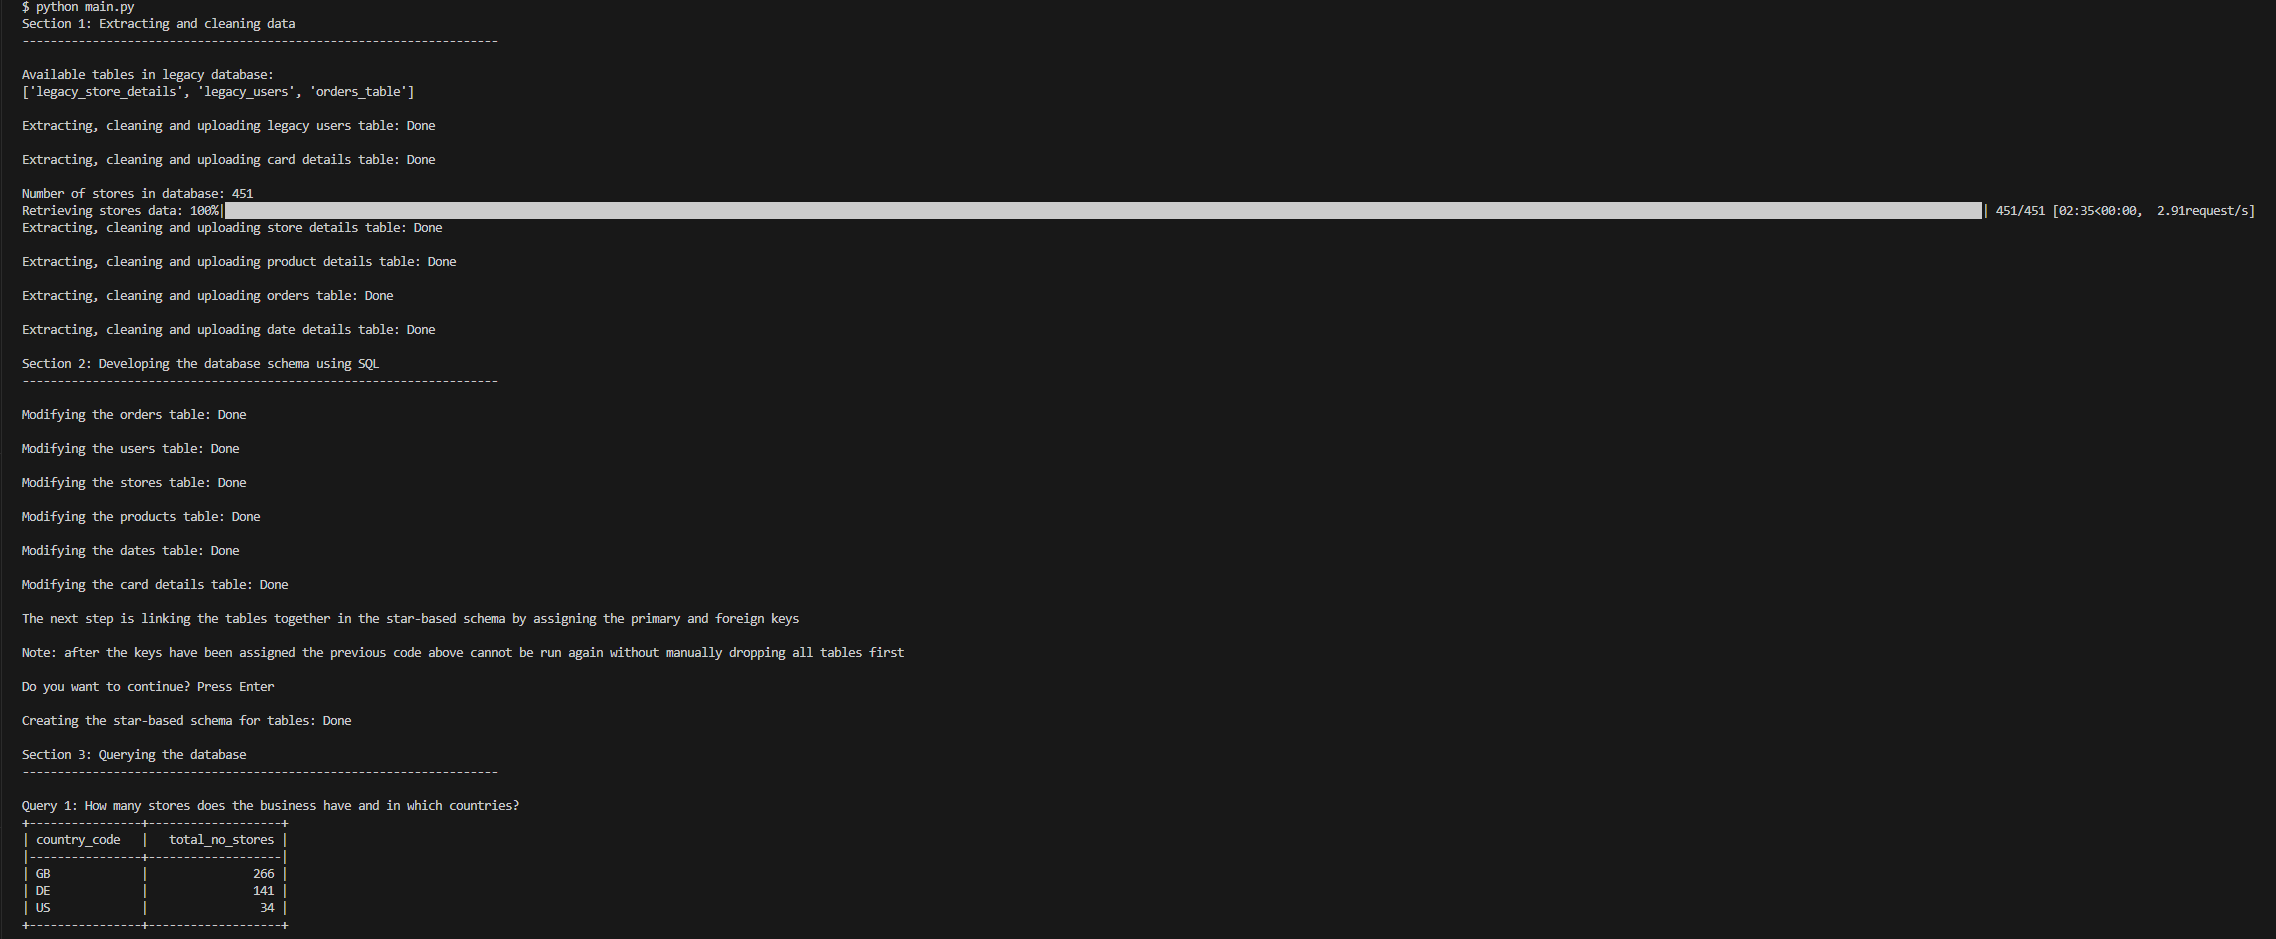 $ python main.py
Section 1: Extracting and cleaning data
--------------------------------------------------------------------
Available tables in legacy database:
['legacy_store_details', 'legacy_users', 'orders_table']
Extracting, cleaning and uploading legacy users table: Done
Extracting, cleaning and uploading card details table: Done
Number of stores in database: 451
Retrieving stores data: 100%| | 451/451 [02:35<00:00,  2.91request/s]
Extracting, cleaning and uploading store details table: Done
Extracting, cleaning and uploading product details table: Done
Extracting, cleaning and uploading orders table: Done
Extracting, cleaning and uploading date details table: Done
Section 2: Developing the database schema using SQL
--------------------------------------------------------------------
Modifying the orders table: Done
Modifying the users table: Done
Modifying the stores table: Done
Modifying the products table: Done
Modifying the dates table: Done
Modifying the card details table: Done
The next step is linking the tables together in the star-based schema by assigning the primary and foreign keys
Note: after the keys have been assigned the previous code above cannot be run again without manually dropping all tables first
Do you want to continue? Press Enter
Creating the star-based schema for tables: Done
Section 3: Querying the database
--------------------------------------------------------------------
Query 1: How many stores does the business have and in which countries?
+----------------+-------------------+
| country_code   |   total_no_stores |
|----------------+-------------------|
| GB             |               266 |
| DE             |               141 |
| US             |                34 |
+----------------+-------------------+